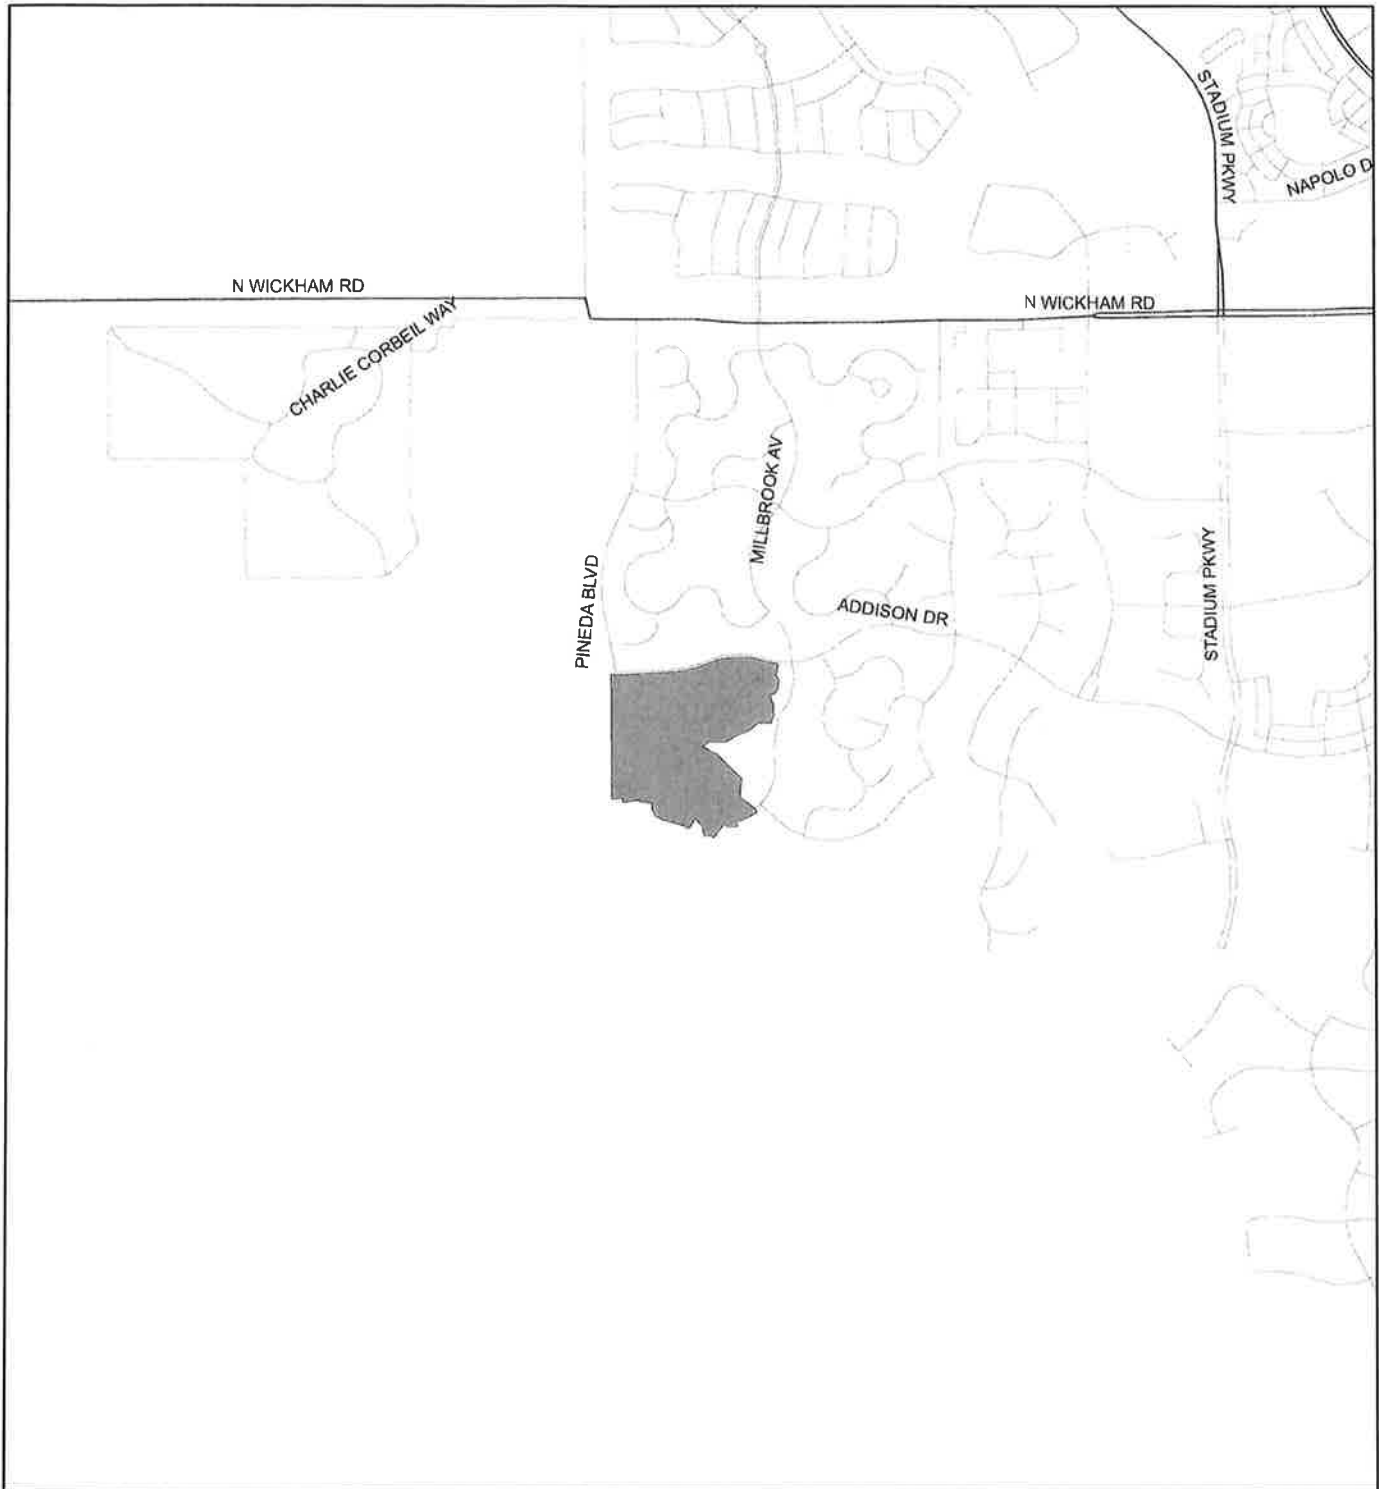 STADIUM PKWY
NAPOLO D
N WICKHAM RD
N WICKHAM RD
CHARLIE CORBEIL WAY
MILLBROOK AV
PINEDA BLVD
ADDISON DR
STADIUM PKWY